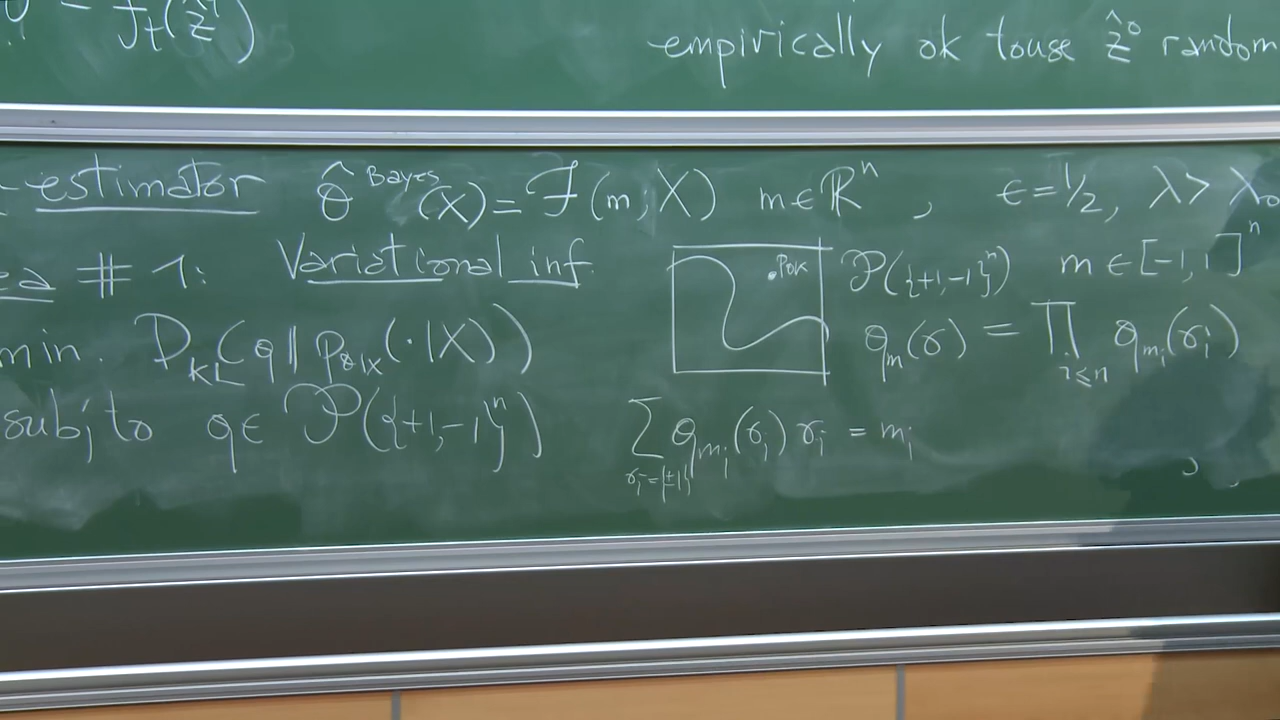 - f_t(ẑ)
empirically ok to use ẑ⁰ random
estimator θ̂^Bayes (X) = F(m; X) m ∈ ℝⁿ , ε = 1/2, λ > λ₀
ea # 1: Variational inf.
min. D_KL(q || p_θ|X(·|X))
subj to q ∈ 𝒫({+1,-1}ⁿ)
P_θ|X
𝒫({+1,-1}ⁿ) m ∈ [-1,1]ⁿ
q_m(σ) = ∏_{i≤n} q_{m_i}(σ_i)
∑_{σ_i={±1}} q_{m_i}(σ_i) σ_i = m_i